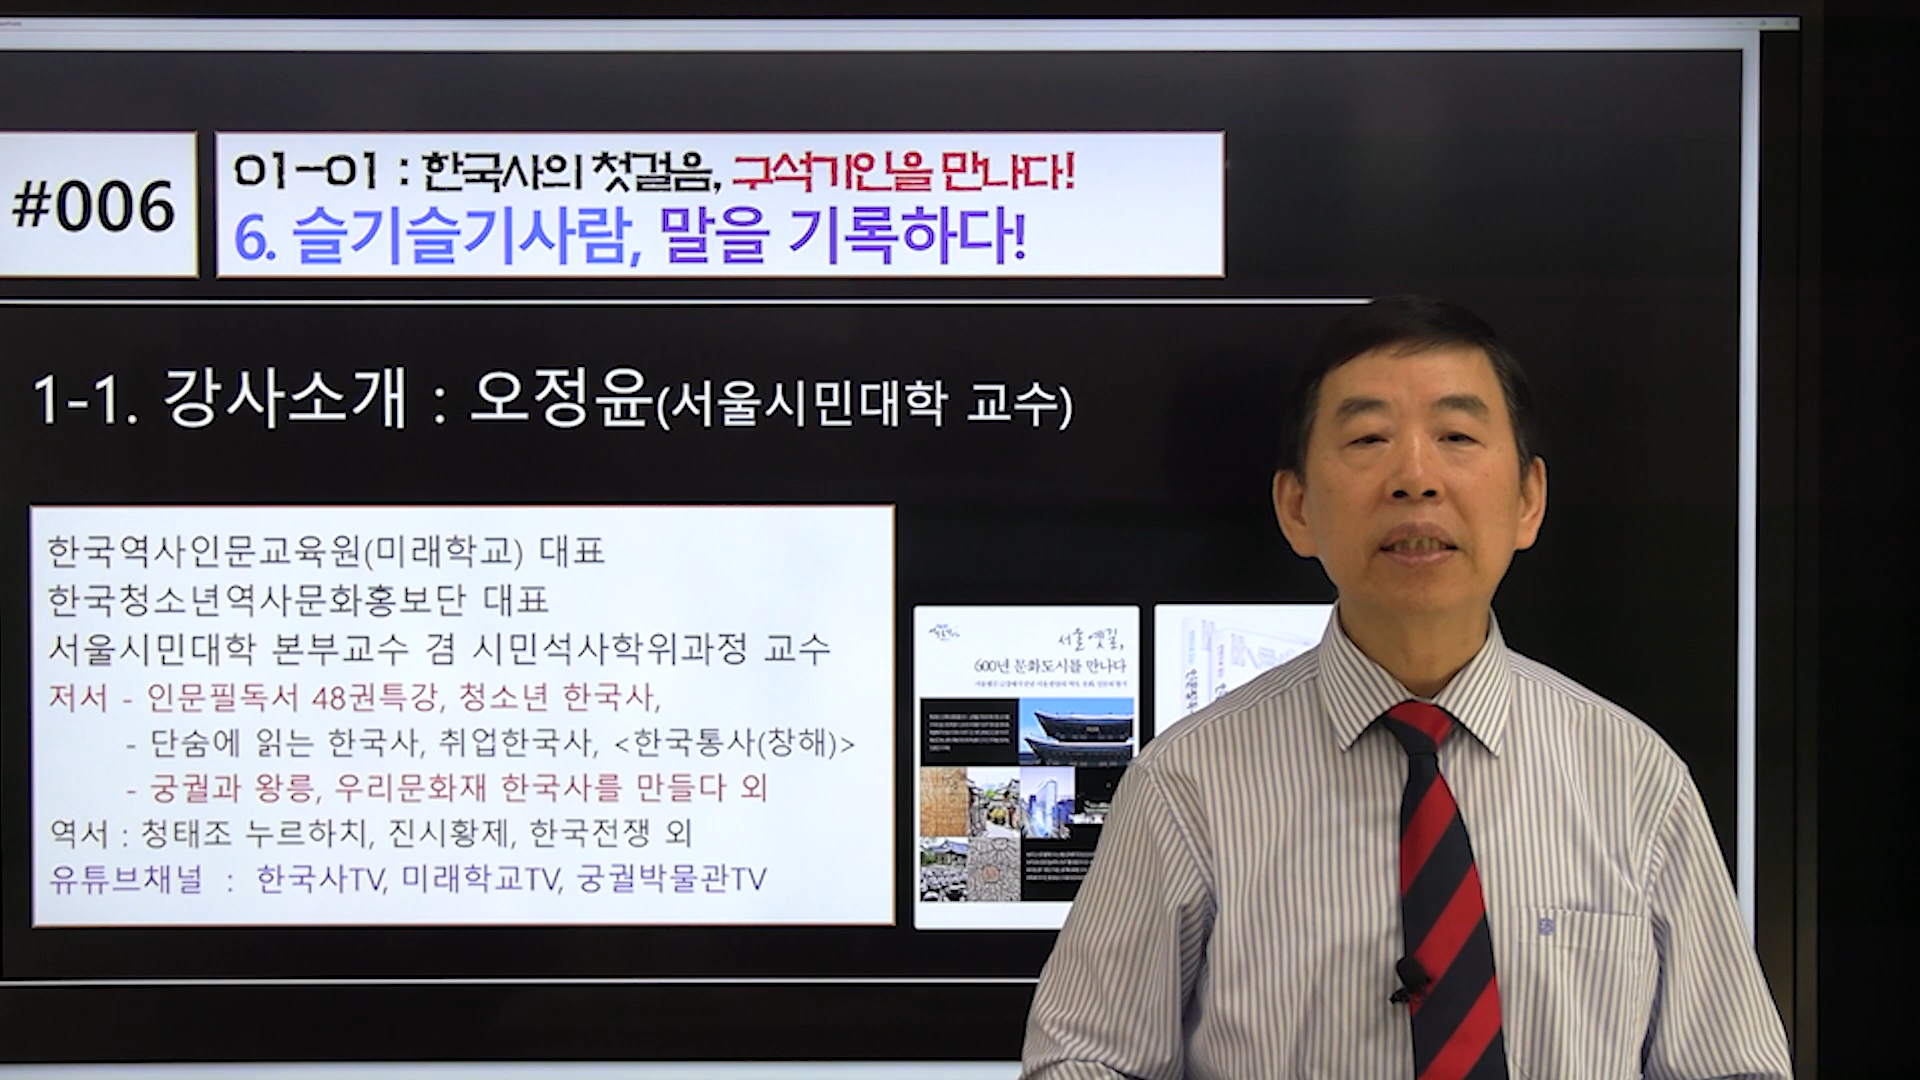 #006
01-01 : 한국사의 첫걸음, 구석기인을 만나다!
6. 슬기슬기사람, 말을 기록하다!
1-1. 강사소개 : 오정윤(서울시민대학 교수)
한국역사인문교육원(미래학교) 대표
한국청소년역사문화홍보단 대표
서울시민대학 본부교수 겸 시민석사학위과정 교수
저서 - 인문필독서 48권특강, 청소년 한국사,
- 단숨에 읽는 한국사, 취업한국사, <한국통사(창해)>
- 궁궐과 왕릉, 우리문화재 한국사를 만들다 외
역서 : 청태조 누르하치, 진시황제, 한국전쟁 외
유튜브채널 : 한국사TV, 미래학교TV, 궁궐박물관TV
서울 옛길,
600년 문화도시를 만나다